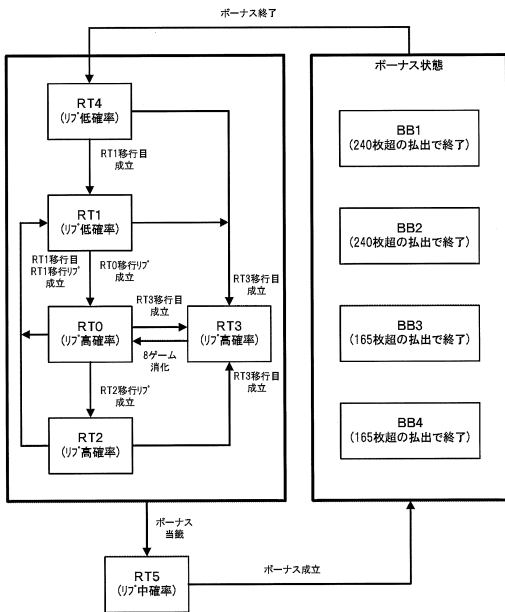 ボーナス終了
ボーナス状態
RT4
(ﾘﾌﾟ低確率)
RT1移行目
成立
RT1
(ﾘﾌﾟ低確率)
RT1移行目
RT1移行ﾘﾌﾟ
成立
RT0移行ﾘﾌﾟ
成立
RT3移行目
成立
RT0
(ﾘﾌﾟ高確率)
RT3移行目
成立
8ゲーム
消化
RT3
(ﾘﾌﾟ高確率)
RT2移行ﾘﾌﾟ
成立
RT3移行目
成立
RT2
(ﾘﾌﾟ高確率)
BB1
(240枚超の払出で終了)
BB2
(240枚超の払出で終了)
BB3
(165枚超の払出で終了)
BB4
(165枚超の払出で終了)
ボーナス
当籤
RT5
(ﾘﾌﾟ中確率)
ボーナス成立